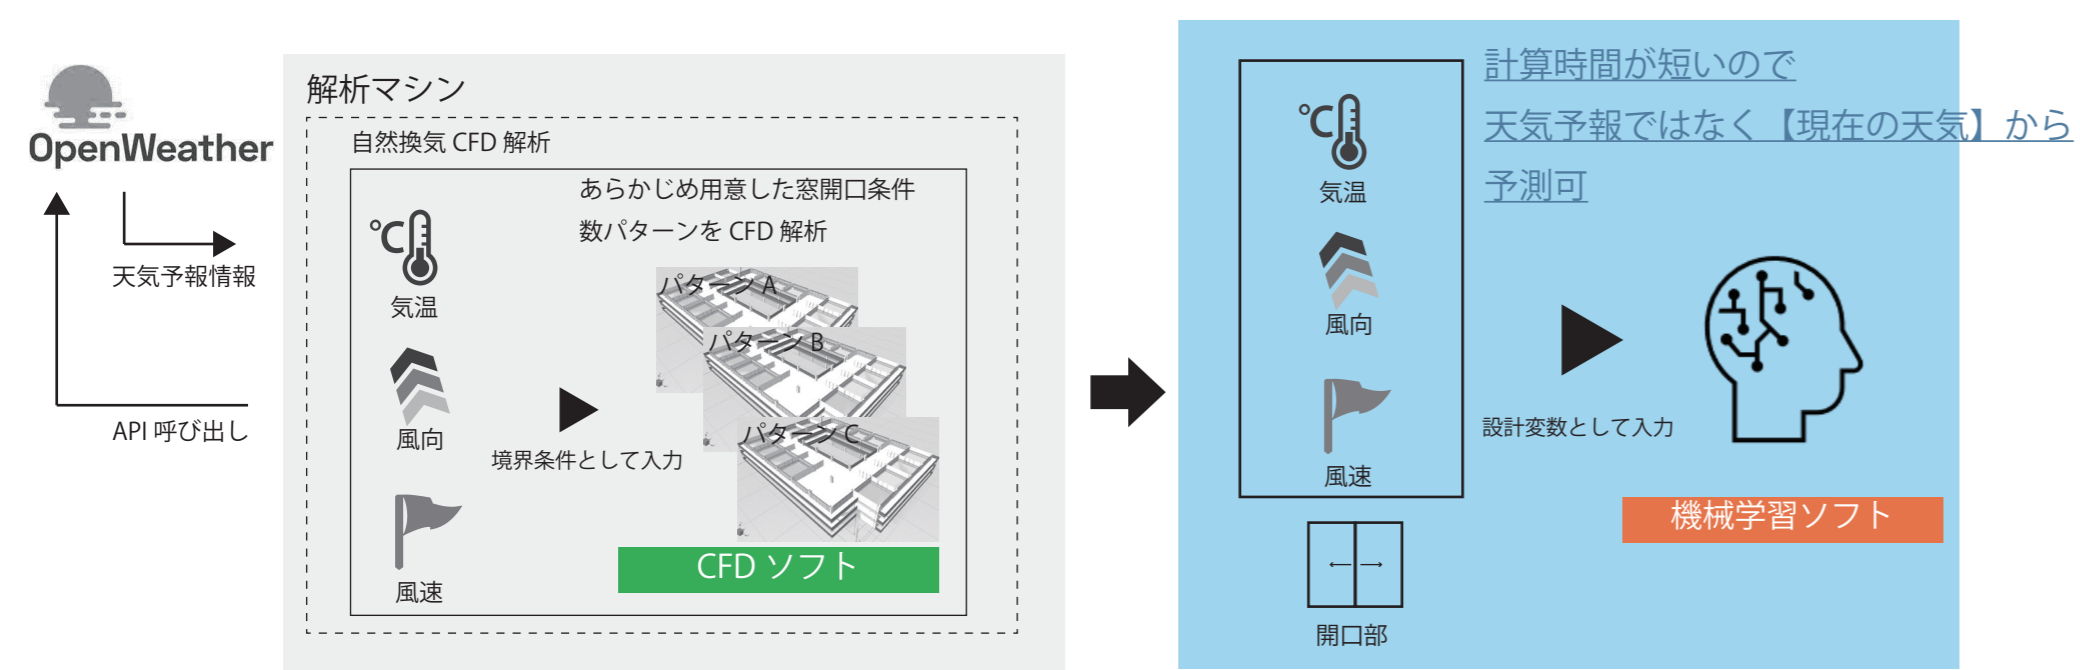 OpenWeather
天気予報情報
API 呼び出し
解析マシン
自然換気 CFD 解析
あらかじめ用意した窓開口条件
数パターンを CFD 解析
℃
気温
風向
風速
境界条件として入力
パターン A
パターン B
パターン C
CFD ソフト
℃
気温
風向
風速
開口部
計算時間が短いので
天気予報ではなく【現在の天気】から
予測可
設計変数として入力
機械学習ソフト